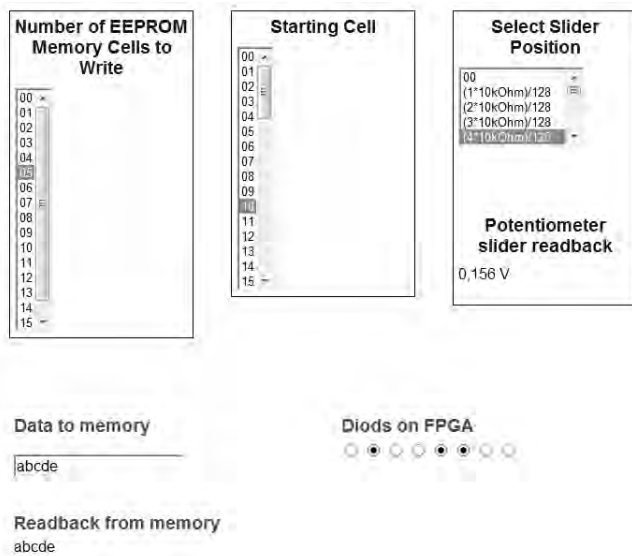 Number of EEPROM
Memory Cells to
Write
00
01
02
03
04
05
06
07
08
09
10
11
12
13
14
15
Starting Cell
00
01
02
03
04
05
06
07
08
09
10
11
12
13
14
15
Select Slider
Position
00
(1*10kOhm)/128
(2*10kOhm)/128
(3*10kOhm)/128
(4*10kOhm)/128
Potentiometer
slider readback
0,156 V
Data to memory
abcde
Diods on FPGA
Readback from memory
abcde